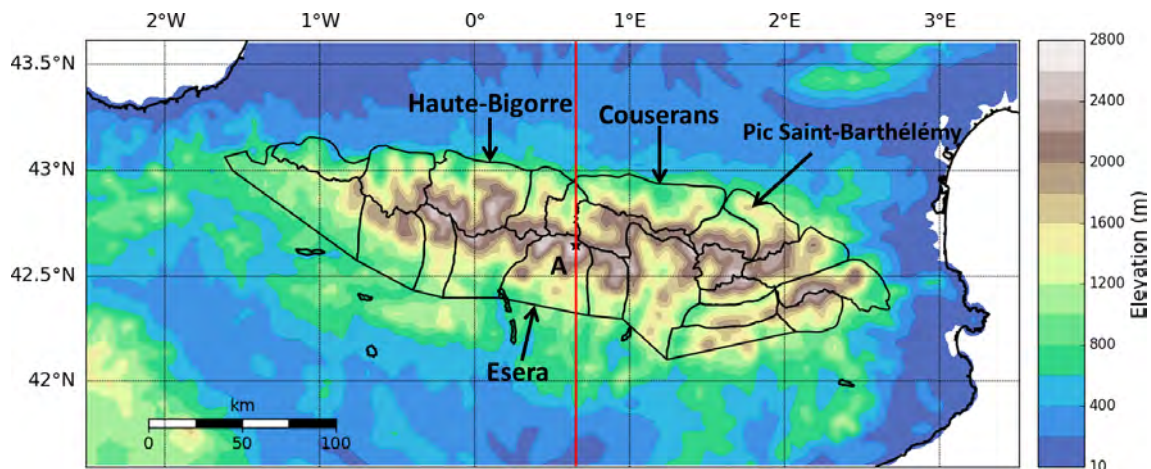 2°W 1°W 0° 1°E 2°E 3°E
43.5°N
43°N
42.5°N
42°N
Haute-Bigorre
Couserans
Pic Saint-Barthélémy
A
Esera
km
0 50 100
2800
2400
2000
1600
1200
800
400
10
Elevation (m)